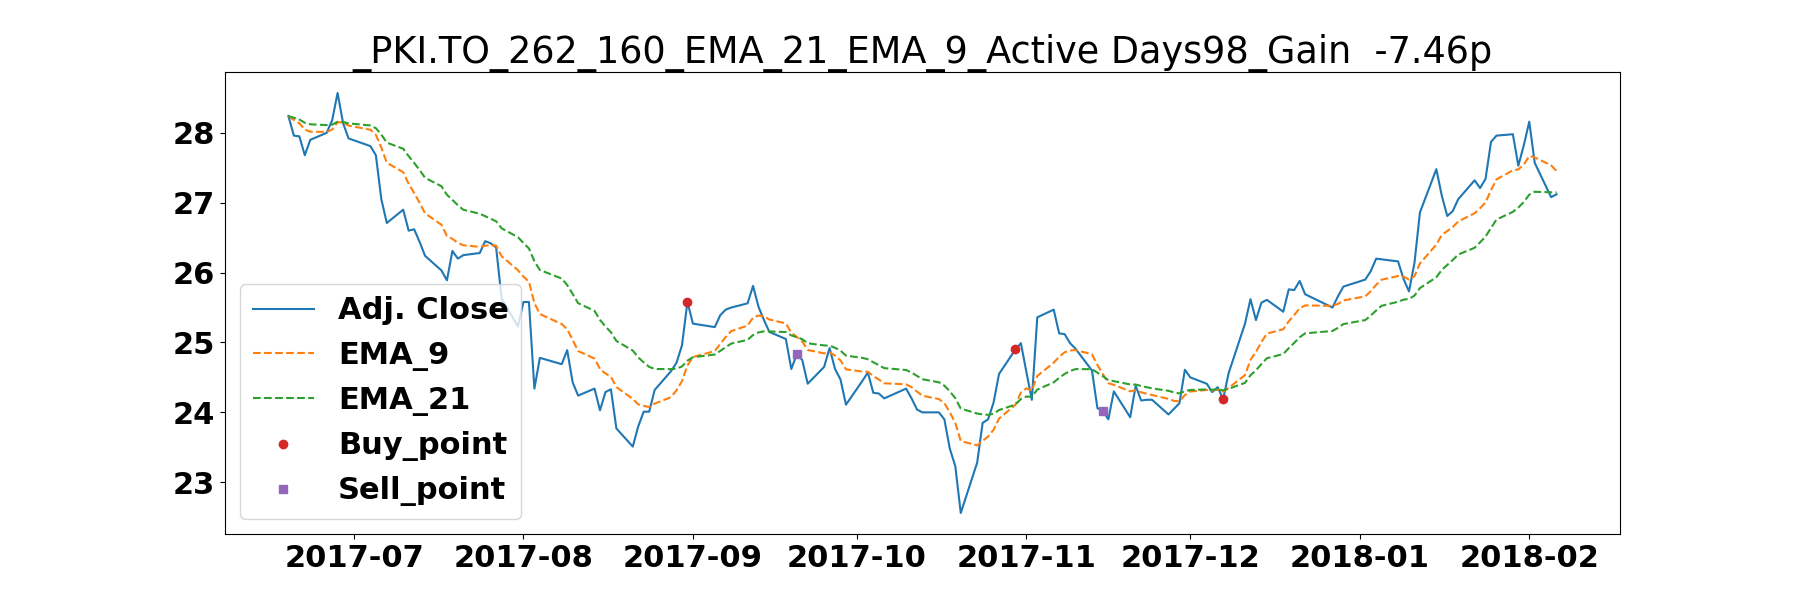 _PKI.TO_262_160_EMA_21_EMA_9_Active Days98_Gain  -7.46p
28
27
26
25
24
23
Adj. Close
EMA_9
EMA_21
Buy_point
Sell_point
2017-07 2017-08 2017-09 2017-10 2017-11 2017-12 2018-01 2018-02